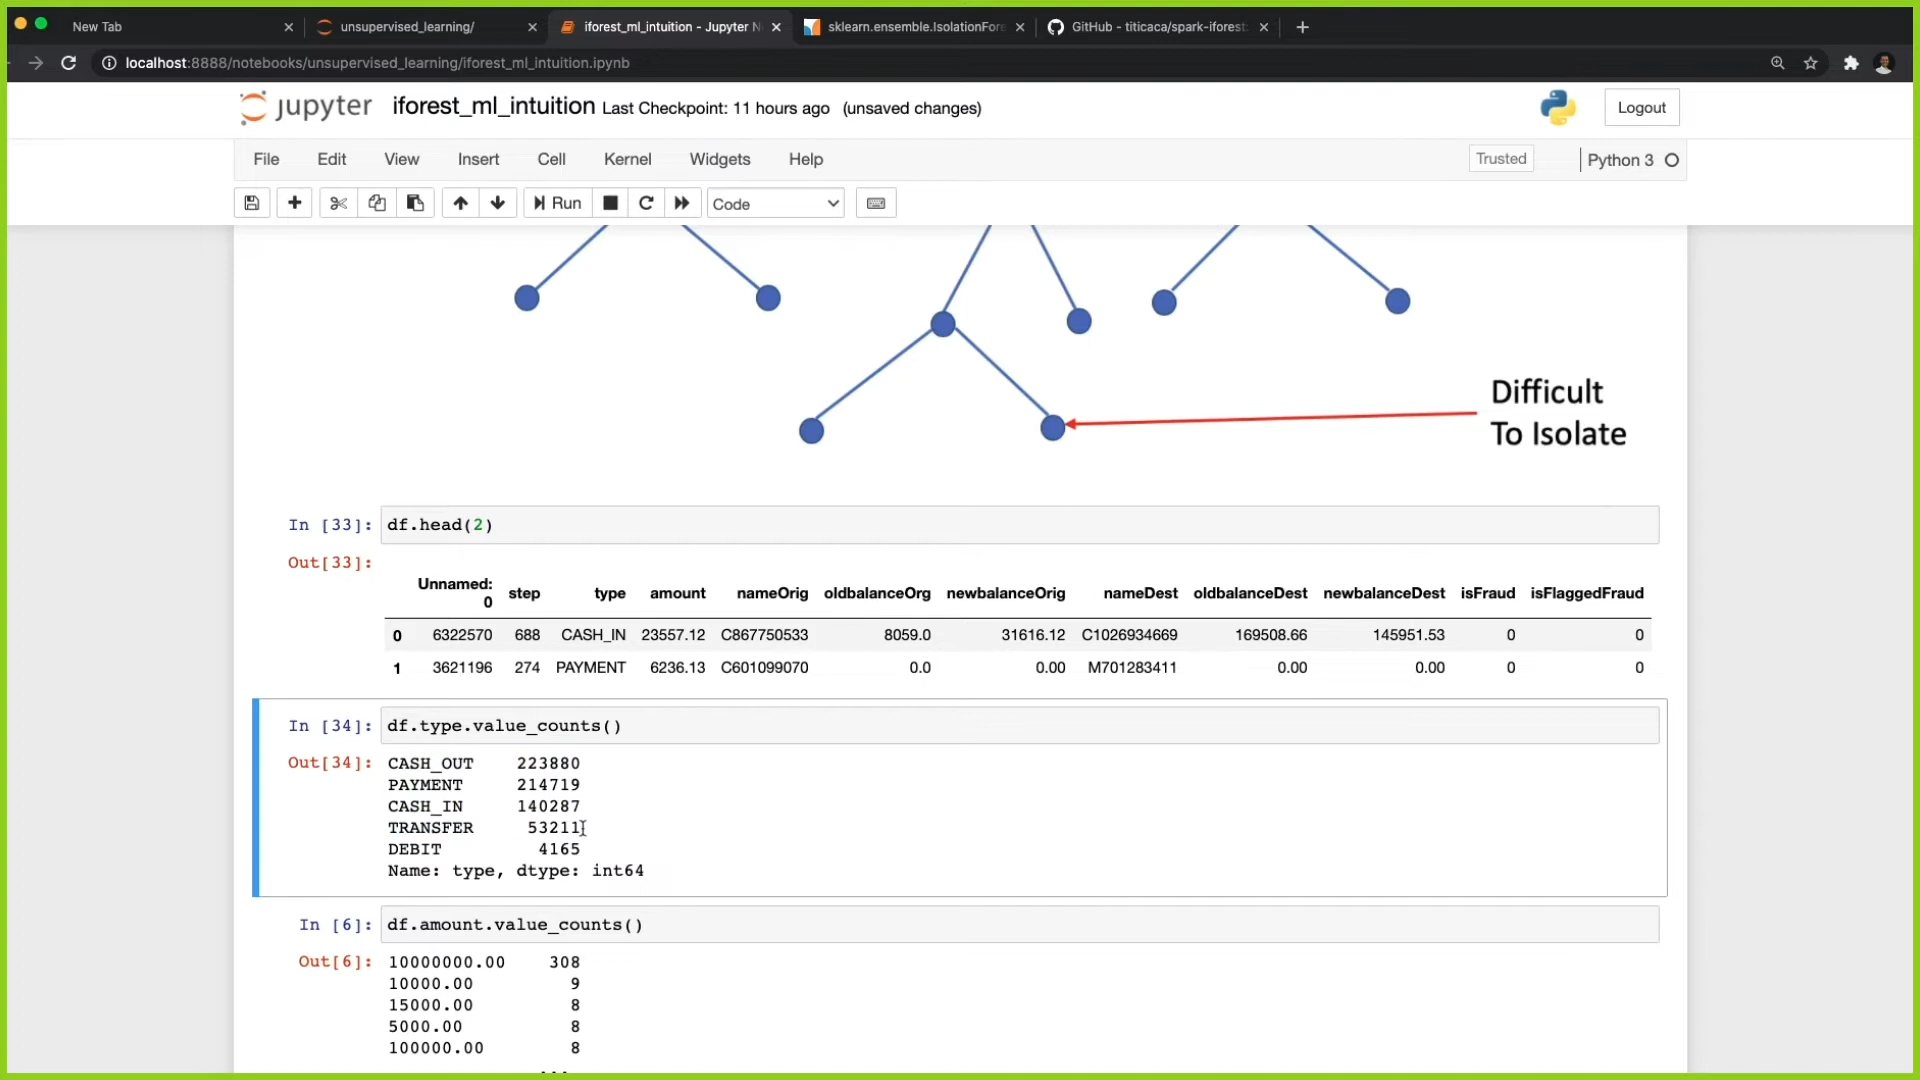 New Tab
unsupervised_learning/
iforest_ml_intuition - Jupyter N
sklearn.ensemble.IsolationFore
GitHub - titicaca/spark-iforest:
localhost:8888/notebooks/unsupervised_learning/iforest_ml_intuition.ipynb
jupyter iforest_ml_intuition Last Checkpoint: 11 hours ago (unsaved changes)
Logout
File Edit View Insert Cell Kernel Widgets Help
Trusted
Python 3
Run
Code
Difficult
To Isolate
In [33]: df.head(2)
Out[33]:
Unnamed: 0 step type amount nameOrig oldbalanceOrg newbalanceOrig nameDest oldbalanceDest newbalanceDest isFraud isFlaggedFraud
0 6322570 688 CASH_IN 23557.12 C867750533 8059.0 31616.12 C1026934669 169508.66 145951.53 0 0
1 3621196 274 PAYMENT 6236.13 C601099070 0.0 0.00 M701283411 0.00 0.00 0 0
In [34]: df.type.value_counts()
Out[34]: CASH_OUT 223880
PAYMENT 214719
CASH_IN 140287
TRANSFER 53211
DEBIT 4165
Name: type, dtype: int64
In [6]: df.amount.value_counts()
Out[6]: 10000000.00 308
10000.00 9
15000.00 8
5000.00 8
100000.00 8
...